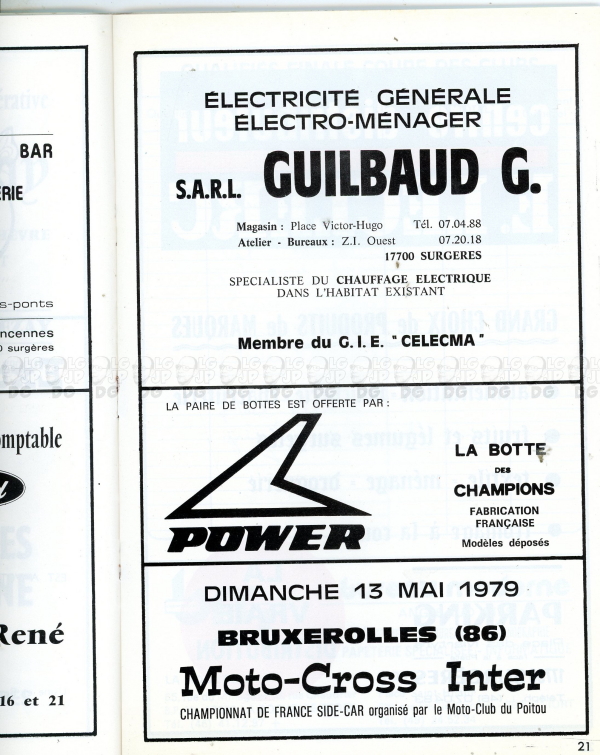 érative
BAR
ERIE
s-ponts
ncennes
0 surgères
omptable
René
16 et 21
ÉLECTRICITÉ GÉNÉRALE
ÉLECTRO-MÉNAGER
S.A.R.L. GUILBAUD G.
Magasin : Place Victor-Hugo Tél. 07.04.88
Atelier - Bureaux : Z.I. Ouest 07.20.18
17700 SURGERES
SPECIALISTE DU CHAUFFAGE ELECTRIQUE
DANS L'HABITAT EXISTANT
Membre du G.I.E. "CELECMA"
LA PAIRE DE BOTTES EST OFFERTE PAR :
POWER
LA BOTTE
DES
CHAMPIONS
FABRICATION
FRANÇAISE
Modèles déposés
DIMANCHE 13 MAI 1979
BRUXEROLLES (86)
Moto-Cross Inter
CHAMPIONNAT DE FRANCE SIDE-CAR organisé par le Moto-Club du Poitou
21